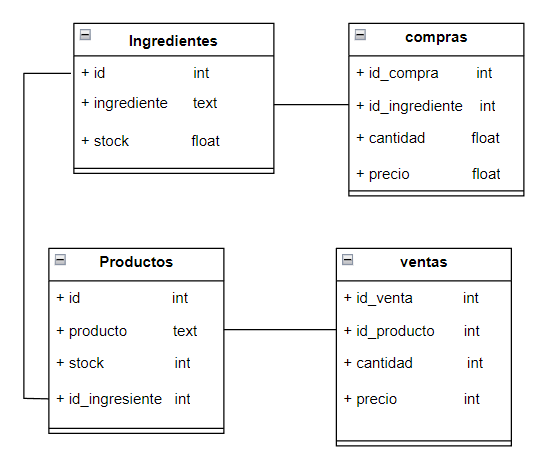 Ingredientes
+ id int
+ ingrediente text
+ stock float
compras
+ id_compra int
+ id_ingrediente int
+ cantidad float
+ precio float
Productos
+ id int
+ producto text
+ stock int
+ id_ingresiente int
ventas
+ id_venta int
+ id_producto int
+ cantidad int
+ precio int